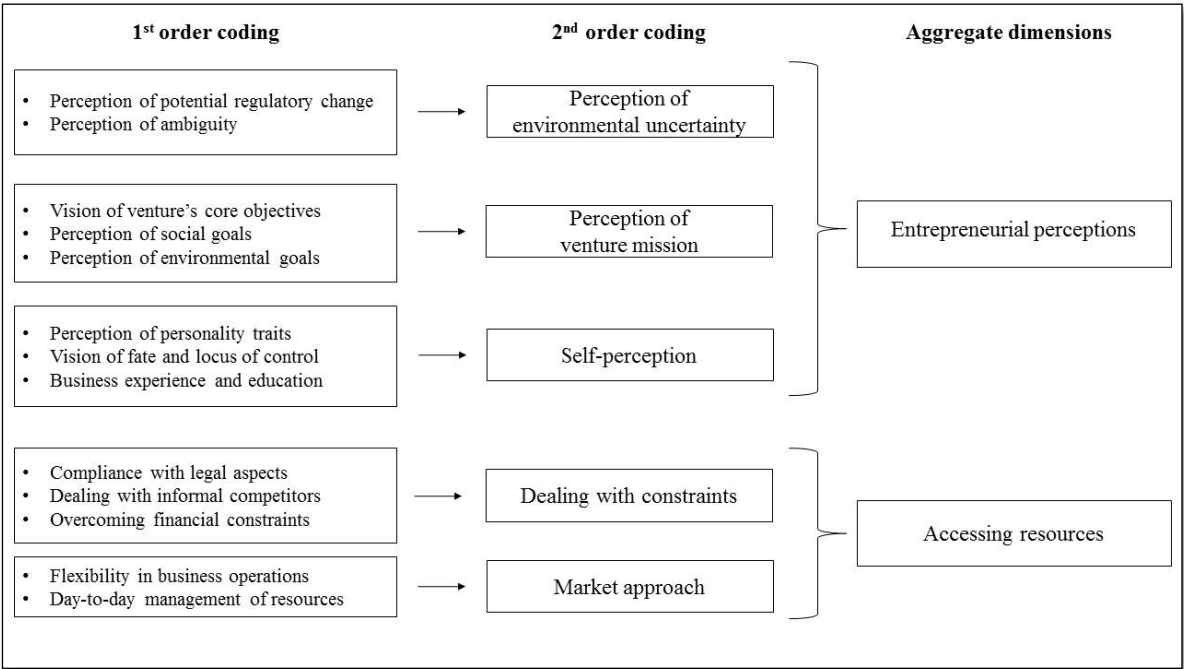 1st order coding
2nd order coding
Aggregate dimensions
• Perception of potential regulatory change
• Perception of ambiguity
Perception of
environmental uncertainty
• Vision of venture’s core objectives
• Perception of social goals
• Perception of environmental goals
Perception of
venture mission
Entrepreneurial perceptions
• Perception of personality traits
• Vision of fate and locus of control
• Business experience and education
Self-perception
• Compliance with legal aspects
• Dealing with informal competitors
• Overcoming financial constraints
Dealing with constraints
Accessing resources
• Flexibility in business operations
• Day-to-day management of resources
Market approach